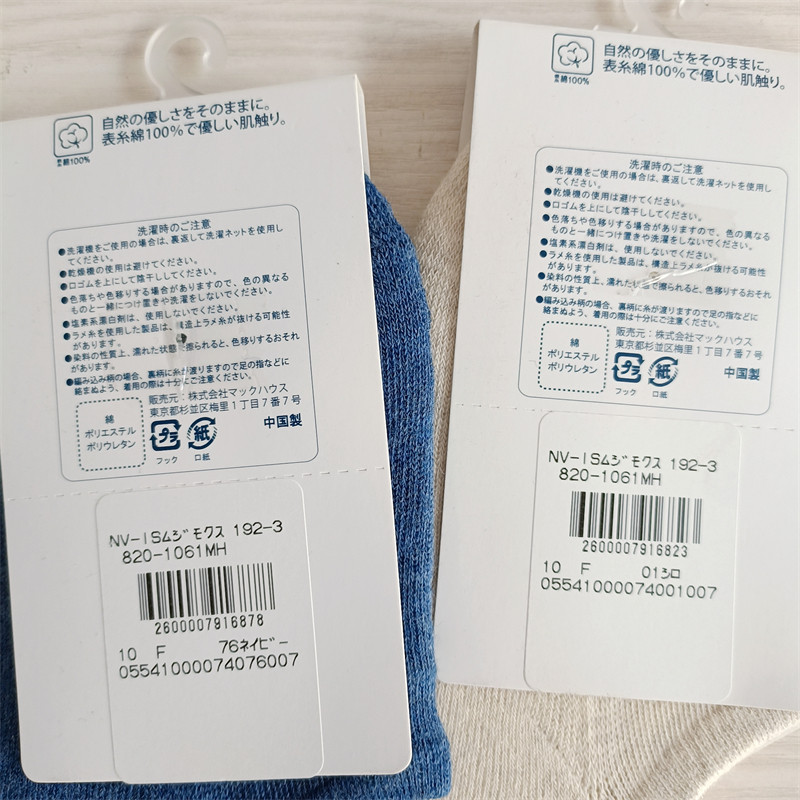 自然の優しさをそのままに。
表糸綿100%で優しい肌触り。
綿100%
洗濯時のご注意
●洗濯機をご使用の場合は、裏返して洗濯ネットを使用し
てください。
●乾燥機の使用は避けてください。
●口ゴムを上にして陰干ししてください。
●色落ちや色移りする場合がありますので、色の異なる
ものと一緒につけ置きや洗濯をしないでください。
●塩素系漂白剤は、使用しないでください。
●ラメ糸を使用した製品は、構造上ラメ糸が抜ける可能性
があります。
●染料の性質上、濡れた状態で擦られると、色移りするおそれ
があります。
●編み込み柄の場合、裏柄に糸が渡りますので足の指などに
絡まぬよう、着用の際は十分にご注意ください。
綿
ポリエステル
ポリウレタン
販売元：株式会社マックハウス
東京都杉並区梅里1丁目7番7号
プラ
フック
紙
口紙
中国製
NV-ISムジモクス 192-3
820-1061MH
2600007916878
10 F 76ネイビー
05541000074076007
自然の優しさをそのままに。
表糸綿100%で優しい肌触り。
綿100%
洗濯時のご注意
●洗濯機をご使用の場合は、裏返して洗濯ネットを使用し
てください。
●乾燥機の使用は避けてください。
●口ゴムを上にして陰干ししてください。
●色落ちや色移りする場合がありますので、色の異なる
ものと一緒につけ置きや洗濯をしないでください。
●塩素系漂白剤は、使用しないでください。
●ラメ糸を使用した製品は、構造上ラメ糸が抜ける可能性
があります。
●染料の性質上、濡れた状態で擦られると、色移りするおそれ
があります。
●編み込み柄の場合、裏柄に糸が渡りますので足の指などに
絡まぬよう、着用の際は十分にご注意ください。
綿
ポリエステル
ポリウレタン
販売元：株式会社マックハウス
東京都杉並区梅里1丁目7番7号
プラ
フック
紙
口紙
中国製
NV-ISムジモクス 192-3
820-1061MH
2600007916823
10 F 01シロ
05541000074001007